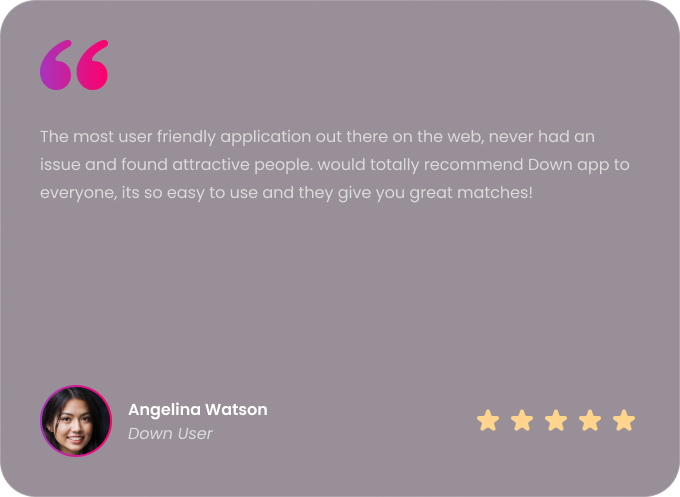 The most user friendly application out there on the web, never had an
issue and found attractive people. would totally recommend Down app to
everyone, its so easy to use and they give you great matches!
Angelina Watson
Down User